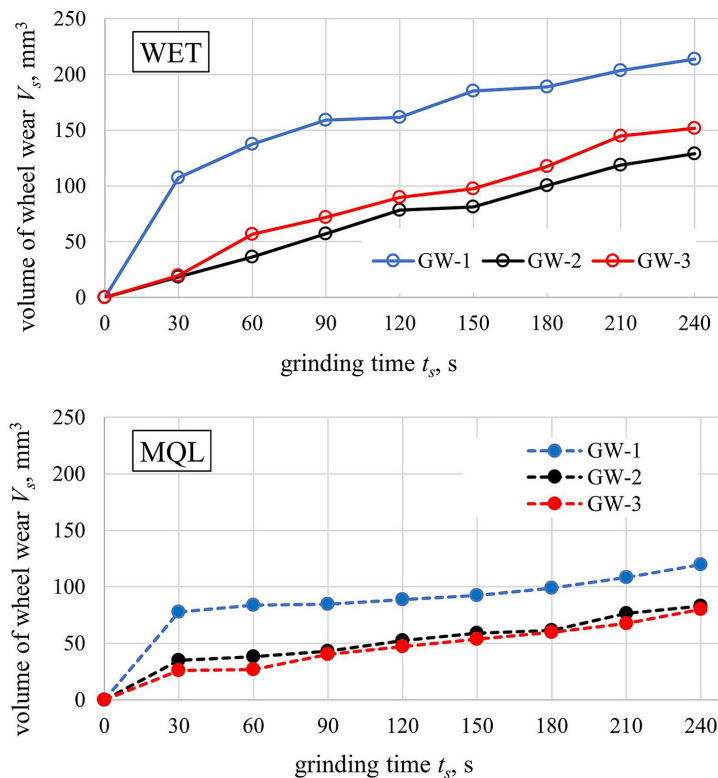 WET
volume of wheel wear Vs, mm³
250
200
150
100
50
0
GW-1 GW-2 GW-3
0 30 60 90 120 150 180 210 240
grinding time ts, s
MQL
volume of wheel wear Vs, mm³
250
200
150
100
50
0
GW-1
GW-2
GW-3
0 30 60 90 120 150 180 210 240
grinding time ts, s